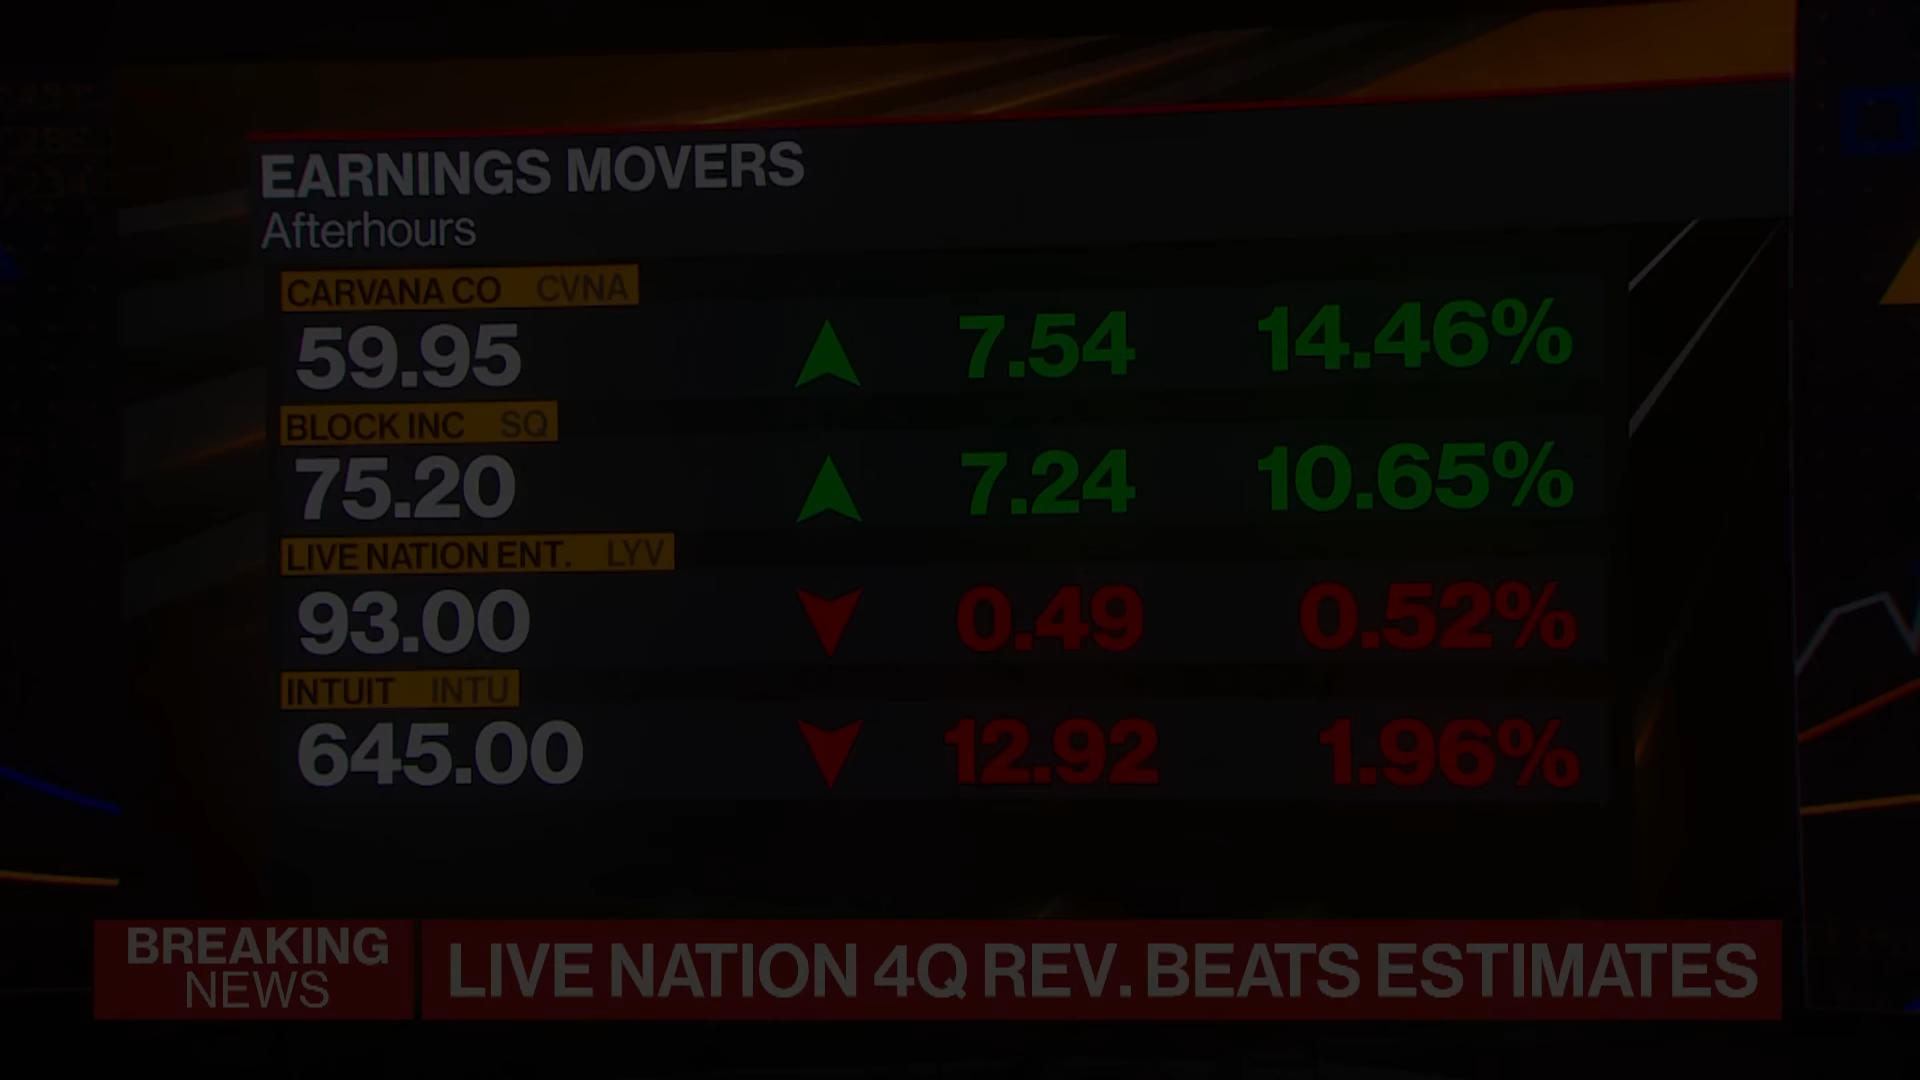 EARNINGS MOVERS
Afterhours
CARVANA CO CVNA
59.95 7.54 14.46%
BLOCK INC SQ
75.20 7.24 10.65%
LIVE NATION ENT. LYV
93.00 0.49 0.52%
INTUIT INTU
645.00 12.92 1.96%
BREAKING
NEWS
LIVE NATION 4Q REV. BEATS ESTIMATES